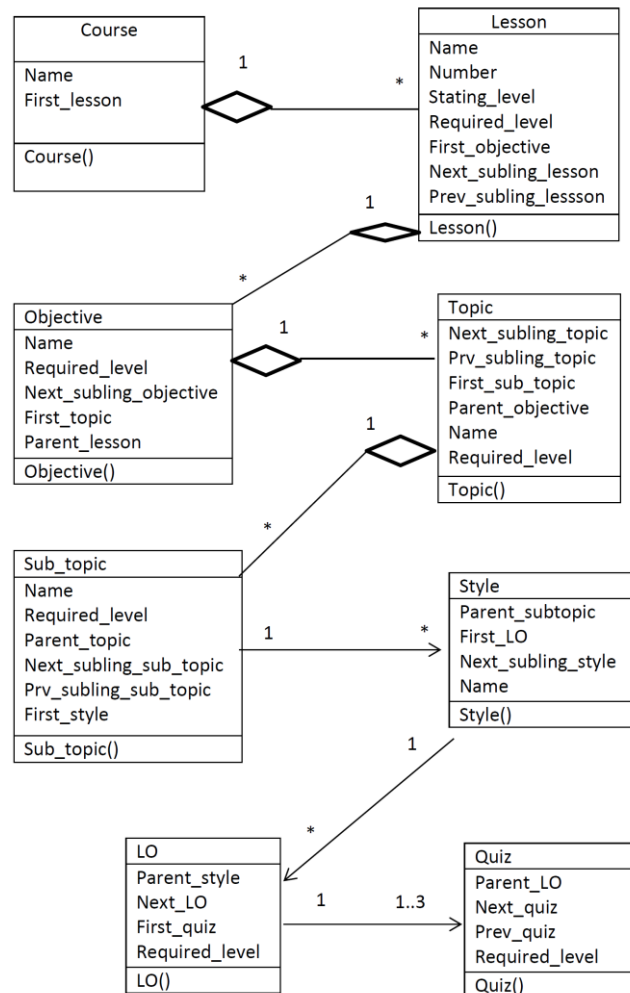 Course
Name
First_lesson
Course()
1
*
Lesson
Name
Number
Stating_level
Required_level
First_objective
Next_subling_lesson
Prev_subling_lessson
Lesson()
1
*
Objective
Name
Required_level
Next_subling_objective
First_topic
Parent_lesson
Objective()
1
*
Topic
Next_subling_topic
Prv_subling_topic
First_sub_topic
Parent_objective
Name
Required_level
Topic()
1
*
Sub_topic
Name
Required_level
Parent_topic
Next_subling_sub_topic
Prv_subling_sub_topic
First_style
Sub_topic()
1
*
Style
Parent_subtopic
First_LO
Next_subling_style
Name
Style()
1
*
LO
Parent_style
Next_LO
First_quiz
Required_level
LO()
1
1..3
Quiz
Parent_LO
Next_quiz
Prev_quiz
Required_level
Quiz()